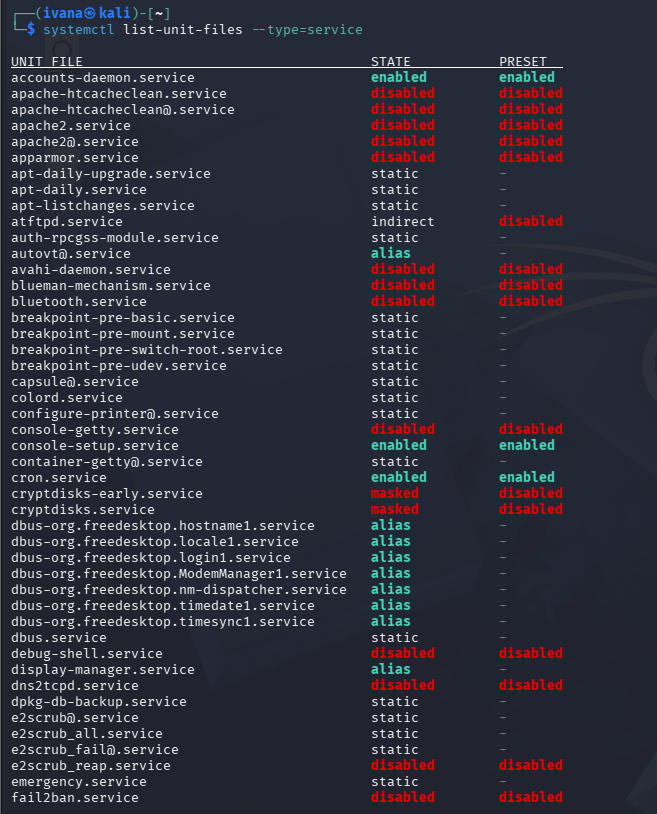 ┌──(ivana㉿kali)-[~]
└─$ systemctl list-unit-files --type=service
UNIT FILE STATE PRESET
accounts-daemon.service enabled enabled
apache-htcacheclean.service disabled disabled
apache-htcacheclean@.service disabled disabled
apache2.service disabled disabled
apache2@.service disabled disabled
apparmor.service disabled disabled
apt-daily-upgrade.service static -
apt-daily.service static -
apt-listchanges.service static -
atftpd.service indirect disabled
auth-rpcgss-module.service static -
autovt@.service alias -
avahi-daemon.service disabled disabled
blueman-mechanism.service disabled disabled
bluetooth.service disabled disabled
breakpoint-pre-basic.service static -
breakpoint-pre-mount.service static -
breakpoint-pre-switch-root.service static -
breakpoint-pre-udev.service static -
capsule@.service static -
colord.service static -
configure-printer@.service static -
console-getty.service disabled disabled
console-setup.service enabled enabled
container-getty@.service static -
cron.service enabled enabled
cryptdisks-early.service masked disabled
cryptdisks.service masked disabled
dbus-org.freedesktop.hostname1.service alias -
dbus-org.freedesktop.locale1.service alias -
dbus-org.freedesktop.login1.service alias -
dbus-org.freedesktop.ModemManager1.service alias -
dbus-org.freedesktop.nm-dispatcher.service alias -
dbus-org.freedesktop.timedate1.service alias -
dbus-org.freedesktop.timesync1.service alias -
dbus.service static -
debug-shell.service disabled disabled
display-manager.service alias -
dns2tcpd.service disabled disabled
dpkg-db-backup.service static -
e2scrub@.service static -
e2scrub_all.service static -
e2scrub_fail@.service static -
e2scrub_reap.service disabled disabled
emergency.service static -
fail2ban.service disabled disabled